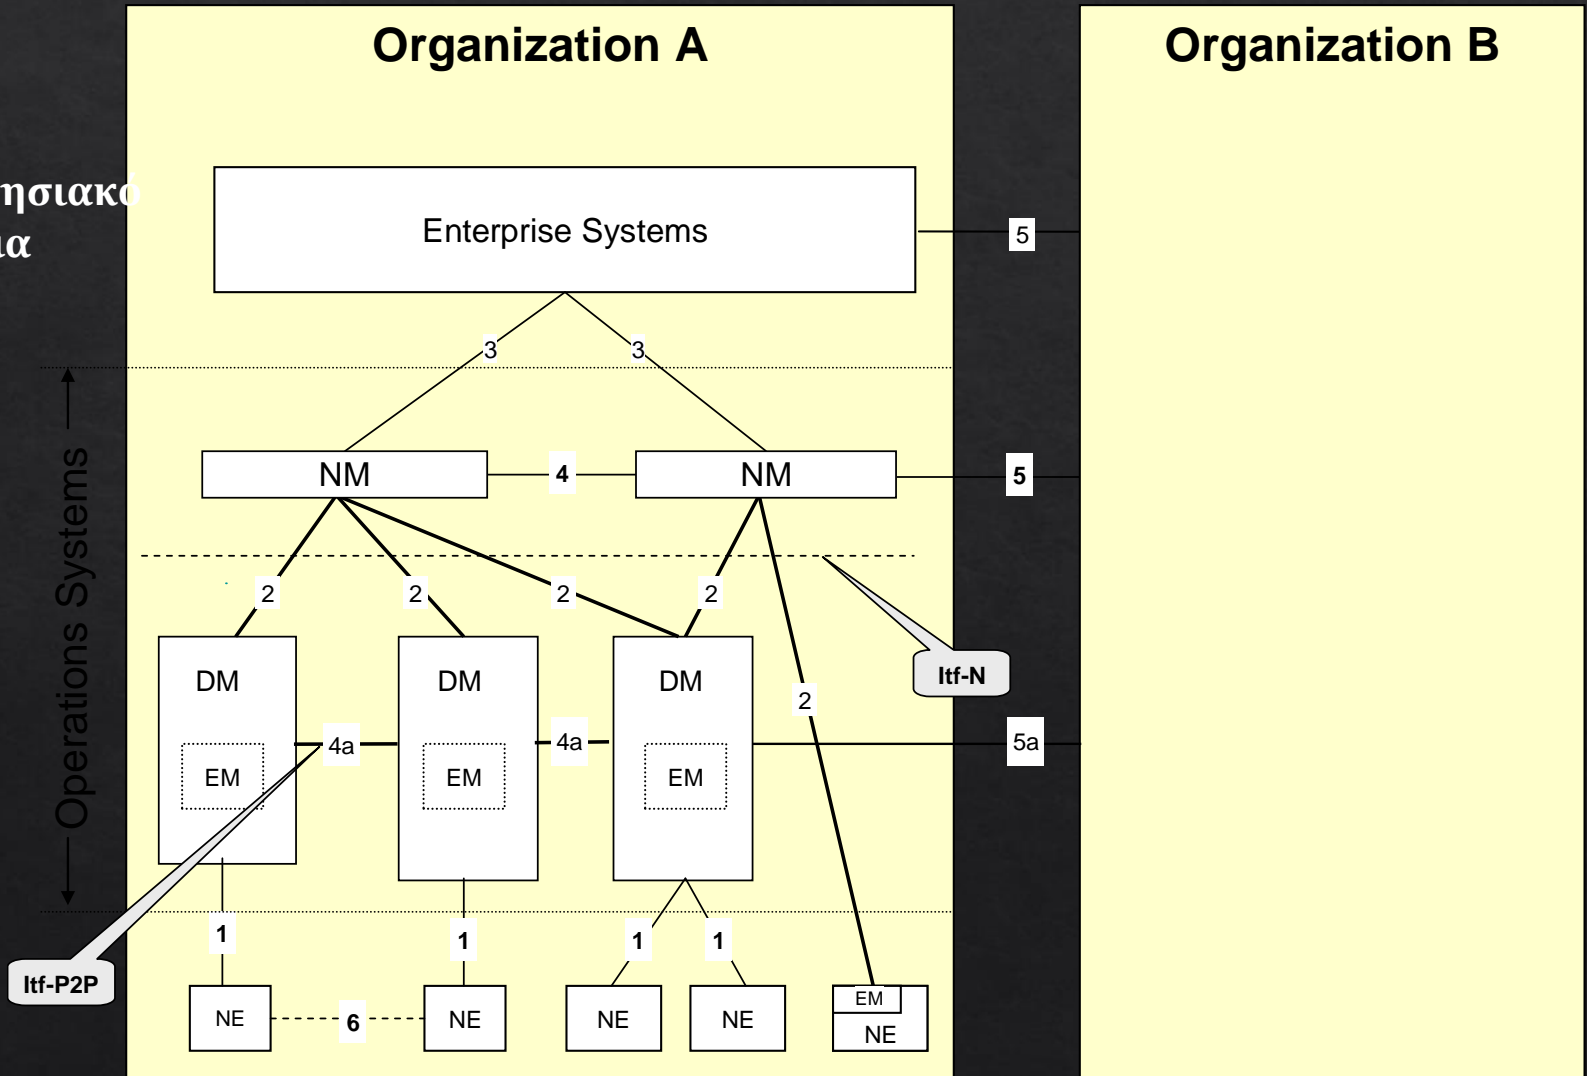 Organization A
Organization B
Enterprise Systems
5
3
3
NM
4
NM
5
2
2
2
2
Itf-N
Operations Systems
DM
DM
DM
2
4a
4a
5a
EM
EM
EM
1
1
1
1
Itf-P2P
NE
6
NE
NE
NE
EM
NE